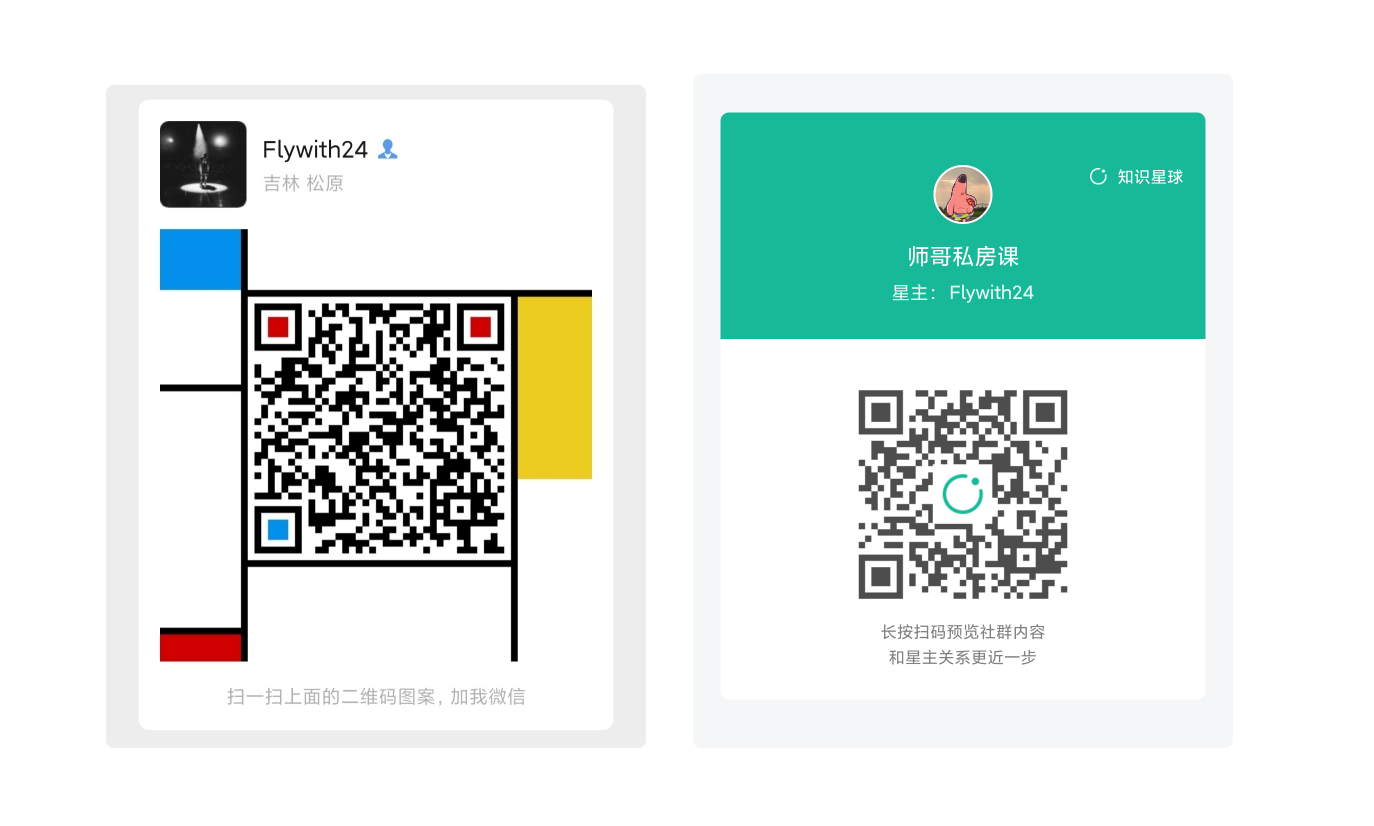 Flywith24
吉林 松原
扫一扫上面的二维码图案，加我微信
知识星球
师哥私房课
星主： Flywith24
长按扫码预览社群内容
和星主关系更近一步